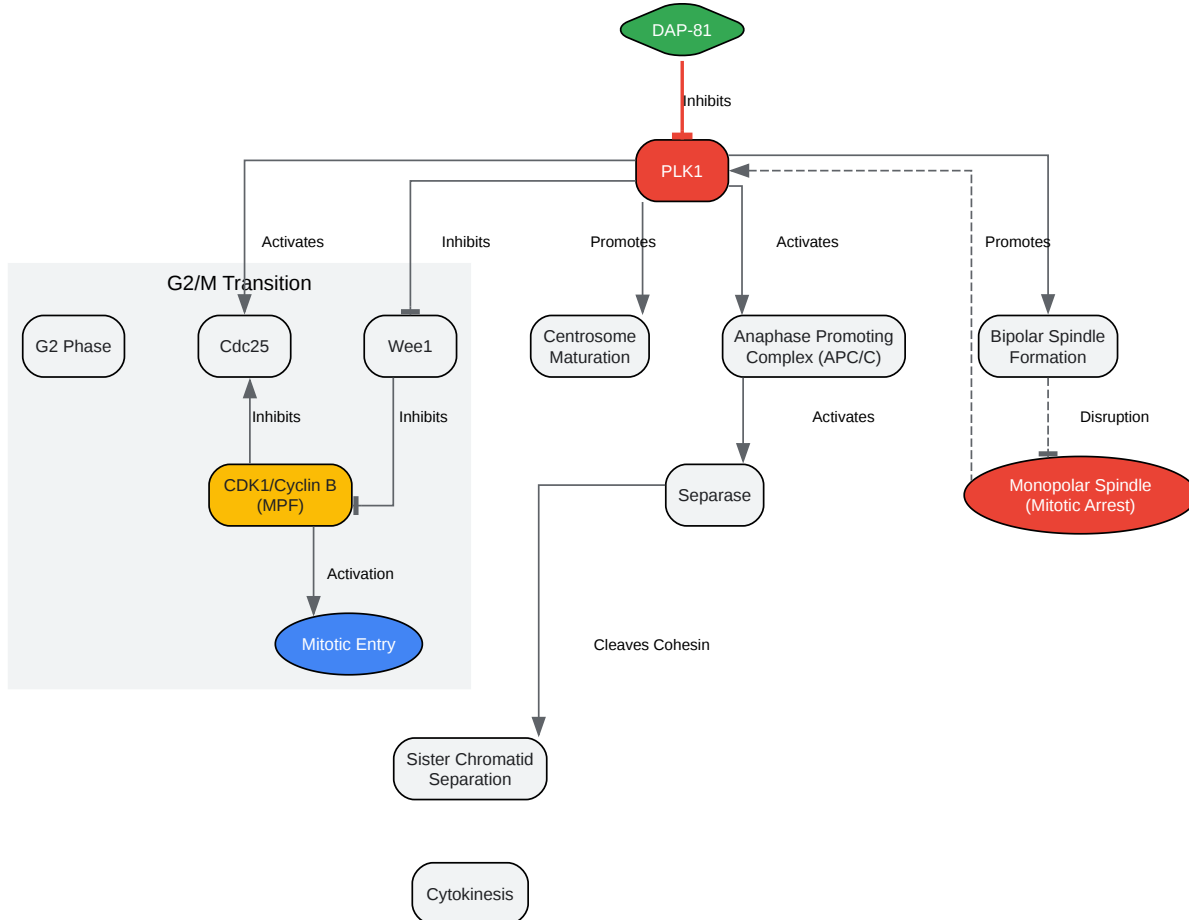 DAP-81
Inhibits
PLK1
Activates
Inhibits
Promotes
Activates
Promotes
G2/M Transition
G2 Phase
Cdc25
Wee1
Centrosome
Maturation
Anaphase Promoting
Complex (APC/C)
Bipolar Spindle
Formation
Inhibits
Inhibits
Activates
Disruption
CDK1/Cyclin B
(MPF)
Separase
Monopolar Spindle
(Mitotic Arrest)
Activation
Mitotic Entry
Cleaves Cohesin
Sister Chromatid
Separation
Cytokinesis